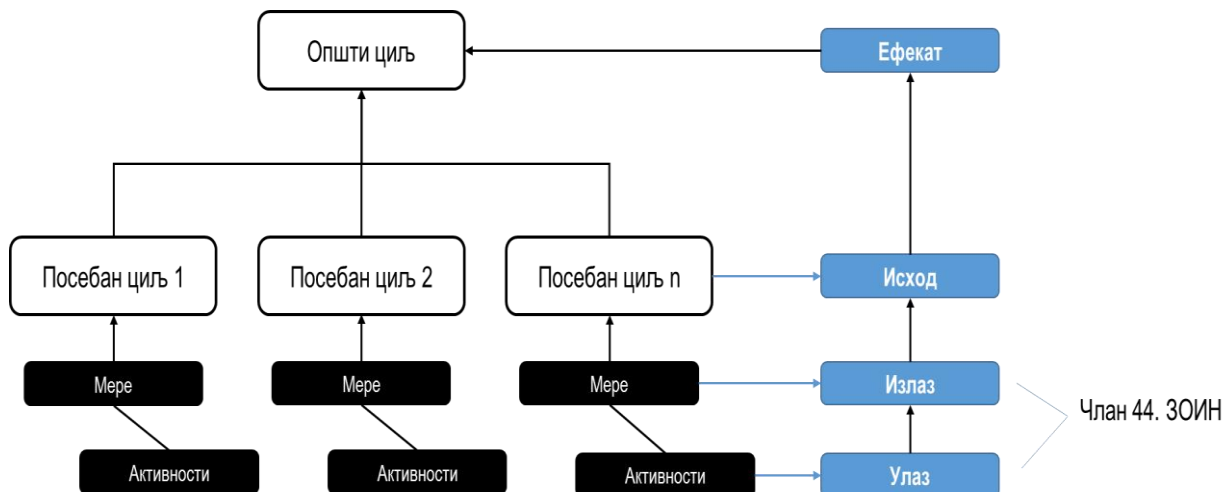 Општи циљ
Ефекат
Посебан циљ 1
Посебан циљ 2
Посебан циљ n
Исход
Мере
Мере
Мере
Излаз
Члан 44. ЗОИН
Активности
Активности
Активности
Улаз